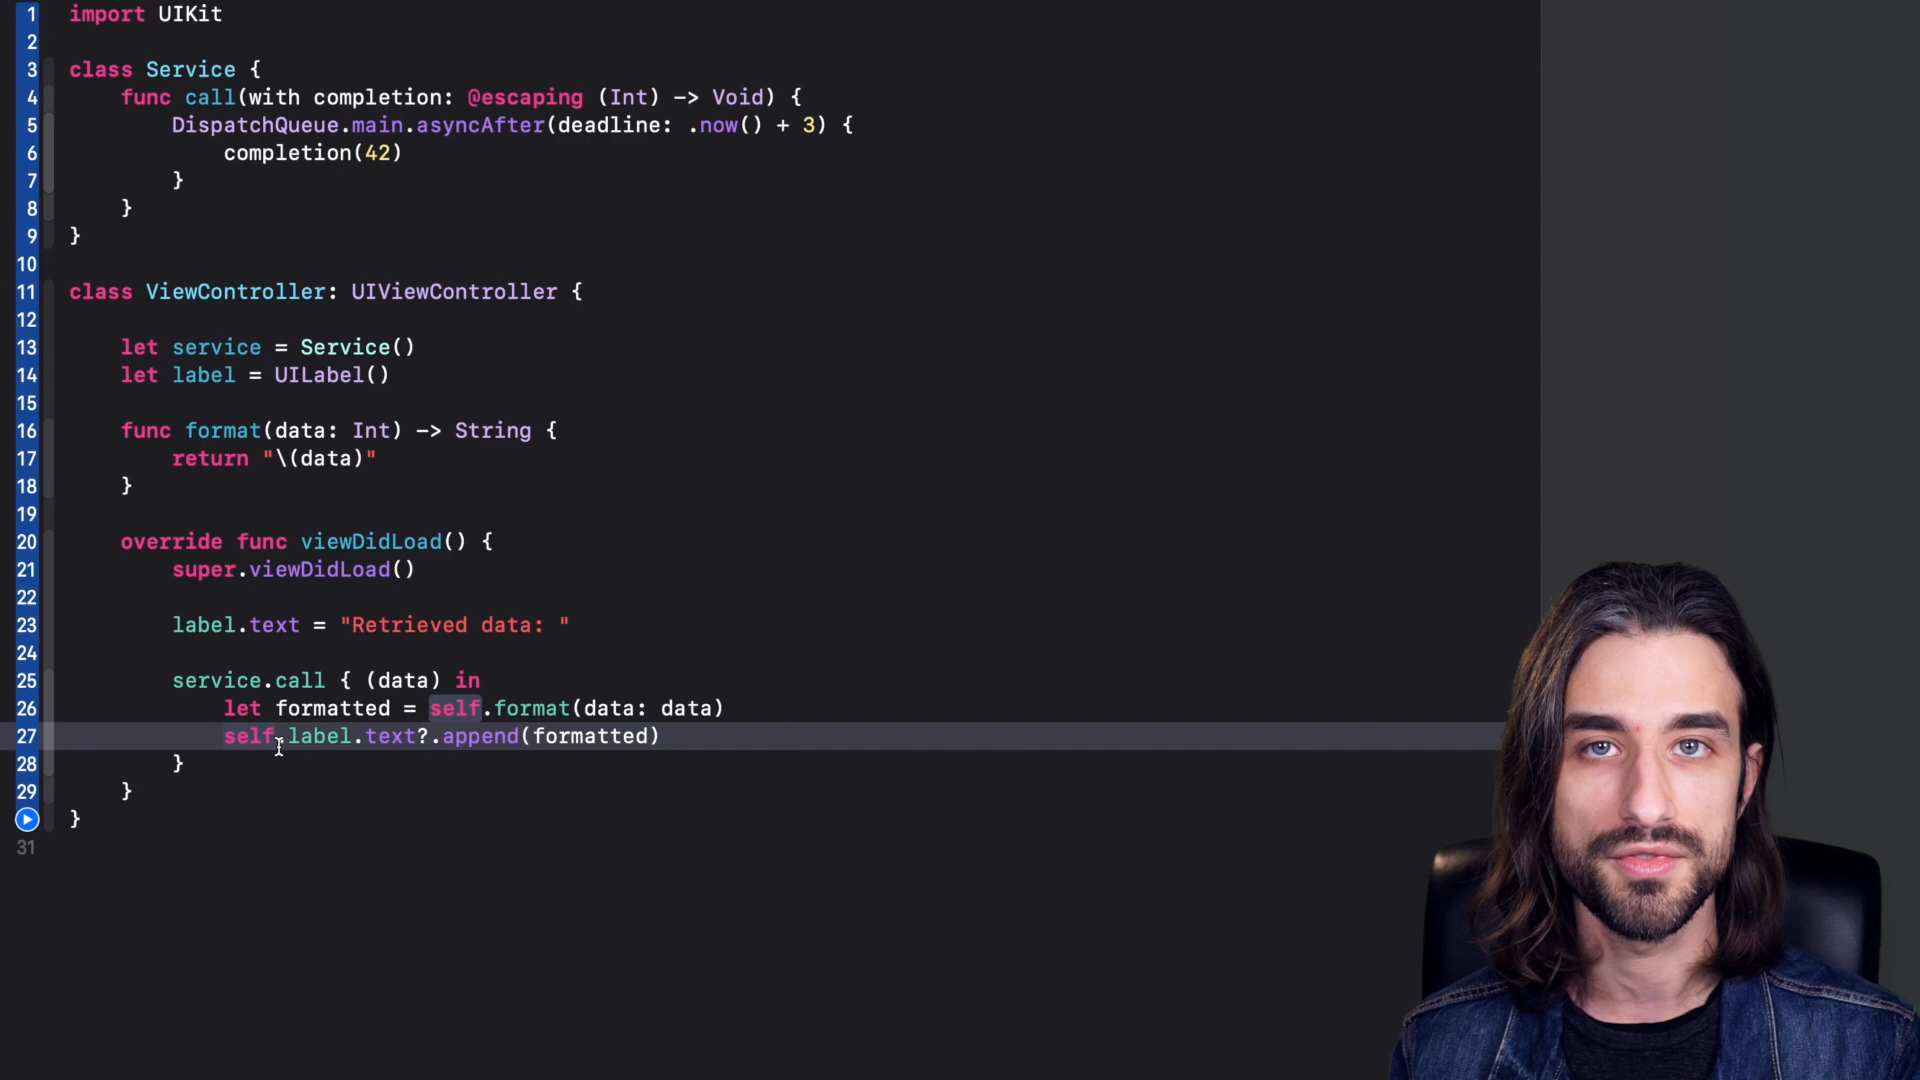 1 import UIKit
2
3 class Service {
4 func call(with completion: @escaping (Int) -> Void) {
5 DispatchQueue.main.asyncAfter(deadline: .now() + 3) {
6 completion(42)
7 }
8 }
9 }
10
11 class ViewController: UIViewController {
12
13 let service = Service()
14 let label = UILabel()
15
16 func format(data: Int) -> String {
17 return "\(data)"
18 }
19
20 override func viewDidLoad() {
21 super.viewDidLoad()
22
23 label.text = "Retrieved data: "
24
25 service.call { (data) in
26 let formatted = self.format(data: data)
27 self.label.text?.append(formatted)
28 }
29 }
}
31